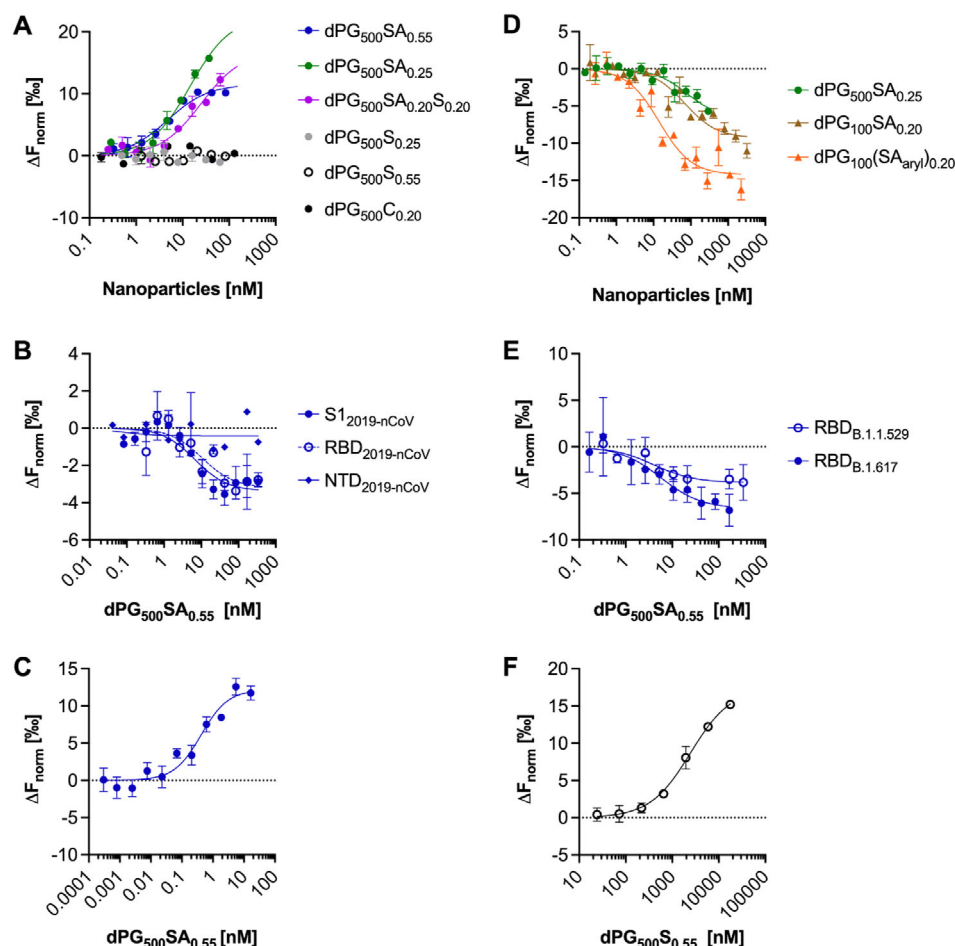 A
ΔFnorm [‰]
20
10
0
-10
0.1
1
10
100
1000
Nanoparticles [nM]
dPG500SA0.55
dPG500SA0.25
dPG500SA0.20S0.20
dPG500S0.25
dPG500S0.55
dPG500C0.20
D
ΔFnorm [‰]
5
0
-5
-10
-15
-20
0.1
1
10
100
1000
10000
Nanoparticles [nM]
dPG500SA0.25
dPG100SA0.20
dPG100(SAaryl)0.20
B
ΔFnorm [‰]
4
2
0
-2
-4
-6
0.01
0.1
1
10
100
1000
dPG500SA0.55 [nM]
S12019-nCoV
RBD2019-nCoV
NTD2019-nCoV
E
ΔFnorm [‰]
10
5
0
-5
-10
0.1
1
10
100
1000
dPG500SA0.55 [nM]
RBDB.1.1.529
RBDB.1.617
C
ΔFnorm [‰]
15
10
5
0
-5
-10
0.0001
0.001
0.01
0.1
1
10
100
dPG500SA0.55 [nM]
F
ΔFnorm [‰]
20
15
10
5
0
-5
10
100
1000
10000
100000
dPG500S0.55 [nM]